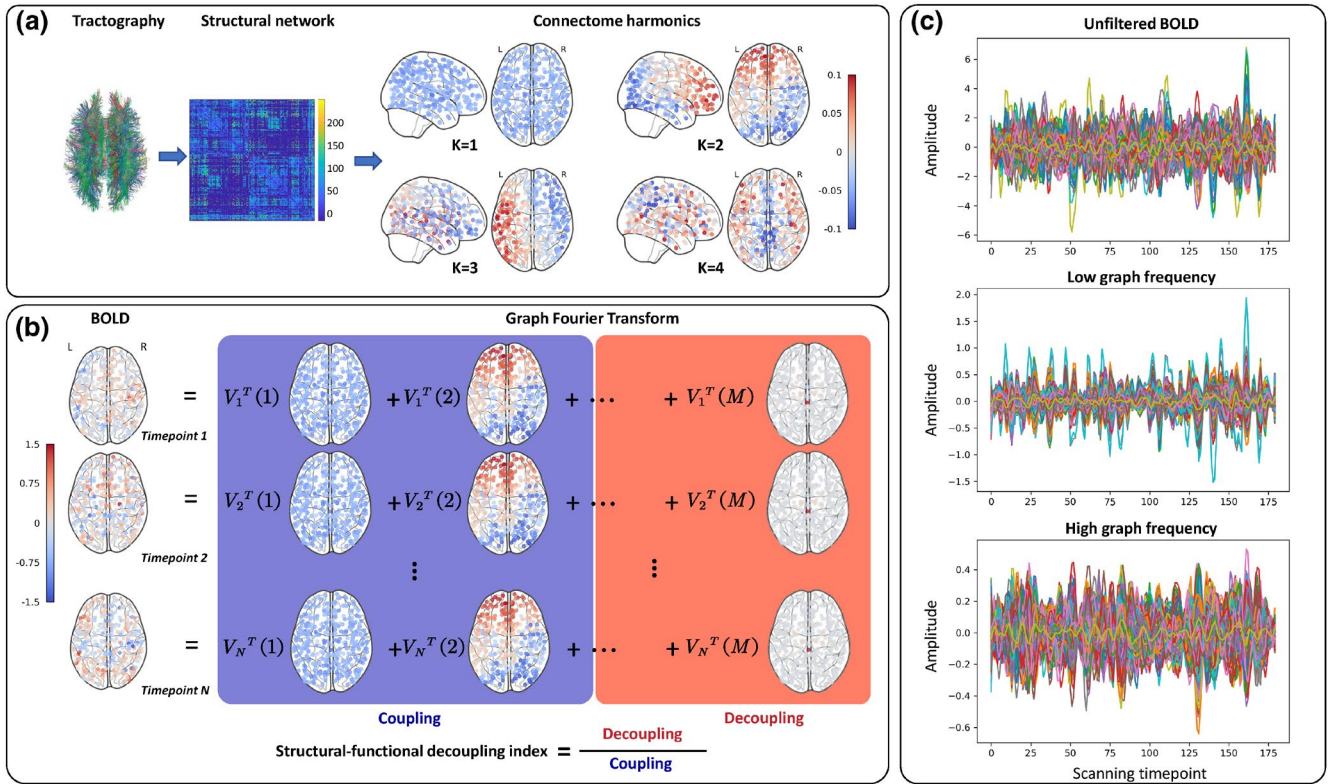 (a)
Tractography
Structural network
Connectome harmonics
200
150
100
50
0
L R
K=1
L R
K=2
K=3
K=4
0.1
0.05
0
-0.05
-0.1
(b)
BOLD
Graph Fourier Transform
L R
= V₁ᵀ(1) +V₁ᵀ(2) + ••• + V₁ᵀ(M)
Timepoint 1
1.5
0.75
0
-0.75
-1.5
= V₂ᵀ(1) +V₂ᵀ(2) + ••• + V₂ᵀ(M)
Timepoint 2
= V_Nᵀ(1) +V_Nᵀ(2) + ••• + V_Nᵀ(M)
Timepoint N
Coupling
Decoupling
Structural-functional decoupling index =
Decoupling
Coupling
(c)
Unfiltered BOLD
Amplitude
6
4
2
0
−2
−4
−6
0 25 50 75 100 125 150 175
Low graph frequency
Amplitude
2.0
1.5
1.0
0.5
0.0
−0.5
−1.0
−1.5
0 25 50 75 100 125 150 175
High graph frequency
Amplitude
0.4
0.2
0.0
−0.2
−0.4
−0.6
0 25 50 75 100 125 150 175
Scanning timepoint